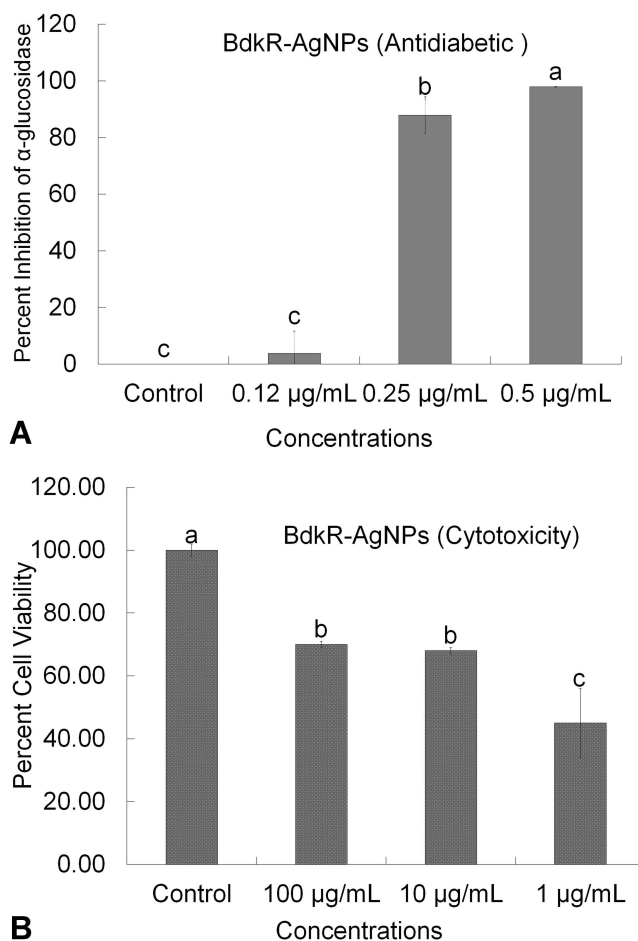 BdkR-AgNPs (Antidiabetic )
Percent Inhibition of α-glucosidase
120
100
80
60
40
20
0
c
c
b
a
Control 0.12 µg/mL 0.25 µg/mL 0.5 µg/mL
Concentrations
A
BdkR-AgNPs (Cytotoxicity)
Percent Cell Viability
120.00
100.00
80.00
60.00
40.00
20.00
0.00
a
b
b
c
Control 100 µg/mL 10 µg/mL 1 µg/mL
Concentrations
B